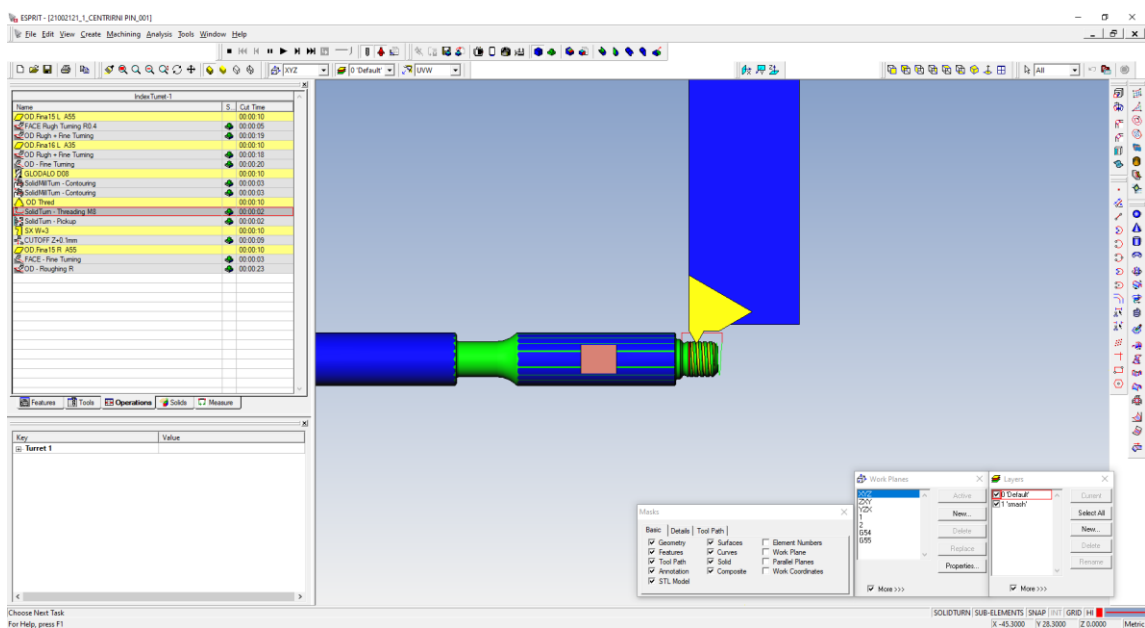 ESPRIT - [21002121_1_CENTRIRNI PIN_001]
File Edit View Create Machining Analysis Tools Window Help
XYZ 0 'Default' UVW All
IndexTurret-1
Name S... Cut Time
OD.Fina15 L A55 00:00:10
FACE Rugh Turning R0.4 00:00:05
OD Rugh + Fine Turning 00:00:19
OD.Fina16 L A35 00:00:10
OD Rugh + Fine Turning 00:00:18
OD - Fine Turning 00:00:20
GLODALO D08 00:00:10
SolidMillTurn - Contouring 00:00:03
SolidMillTurn - Contouring 00:00:03
OD Thred 00:00:10
SolidTurn - Threading M8 00:00:02
SolidTurn - Pickup 00:00:02
SX W=3 00:00:10
CUTOFF Z+0.1mm 00:00:09
OD.Fina15 R A55 00:00:10
FACE - Fine Turning 00:00:03
OD - Roughing R 00:00:23
Features Tools Operations Solids Measure
Key Value
Turret 1
Masks
Basic Details Tool Path
Geometry Surfaces Element Numbers
Features Curves Work Plane
Tool Path Solid Parallel Planes
Annotation Composite Work Coordinates
STL Model
Work Planes
XYZ
ZXY
YZX
1
2
G54
G55
Active
New...
Delete
Replace
Properties...
More >>>
Layers
0 'Default'
1 'smash'
Current
Select All
New...
Delete
Rename
More >>>
Choose Next Task
SOLIDTURN SUB-ELEMENTS SNAP INT GRID HI
For Help, press F1
X -45.3000 Y 28.3000 Z 0.0000 Metric